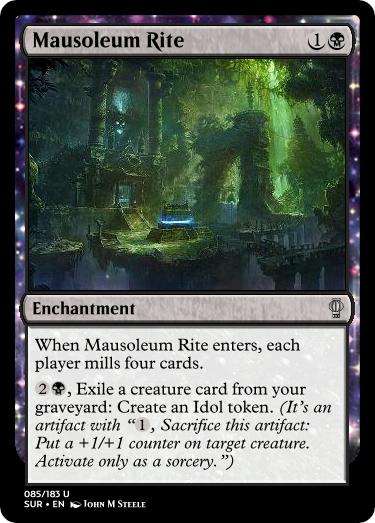 Mausoleum Rite 1
Enchantment
When Mausoleum Rite enters, each
player mills four cards.
2, Exile a creature card from your
graveyard: Create an Idol token. (It's an
artifact with “1, Sacrifice this artifact:
Put a +1/+1 counter on target creature.
Activate only as a sorcery.”)
085/183 U
SUR • EN John M Steele